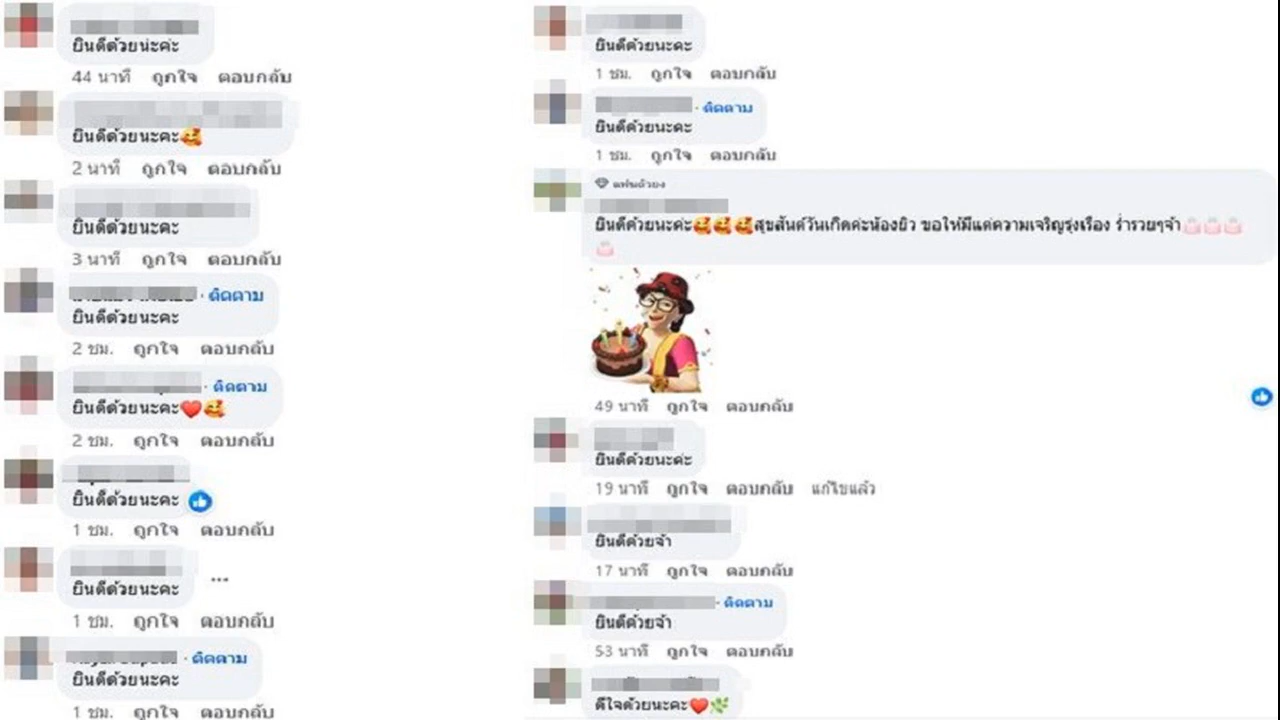 ยินดีด้วยน่ะค่ะ
44 นาที ถูกใจ ตอบกลับ
ยินดีด้วยนะคะ🥰
2 นาที ถูกใจ ตอบกลับ
ยินดีด้วยนะคะ
3 นาที ถูกใจ ตอบกลับ
· ติดตาม
ยินดีด้วยนะคะ
2 ชม. ถูกใจ ตอบกลับ
· ติดตาม
ยินดีด้วยนะคะ❤️🥰
2 ชม. ถูกใจ ตอบกลับ
ยินดีด้วยนะคะ
1 ชม. ถูกใจ ตอบกลับ
ยินดีด้วยนะคะ
1 ชม. ถูกใจ ตอบกลับ
· ติดตาม
ยินดีด้วยนะคะ
1 ชม. ถูกใจ ตอบกลับ
ยินดีด้วยนะคะ
1 ชม. ถูกใจ ตอบกลับ
· ติดตาม
ยินดีด้วยนะคะ
1 ชม. ถูกใจ ตอบกลับ
แฟนตัวยง
ยินดีด้วยนะค่ะ🥰🥰🥰สุขสันต์วันเกิดค่ะน้องยิว ขอให้มีแต่ความเจริญรุ่งเรือง ร่ำรวยๆจ้า🎂🎂🎂
🎂
49 นาที ถูกใจ ตอบกลับ
ยินดีด้วยนะค่ะ
19 นาที ถูกใจ ตอบกลับ แก้ไขแล้ว
ยินดีด้วยจ้า
17 นาที ถูกใจ ตอบกลับ
· ติดตาม
ยินดีด้วยจ้า
53 นาที ถูกใจ ตอบกลับ
ดีใจด้วยนะคะ❤️🌿